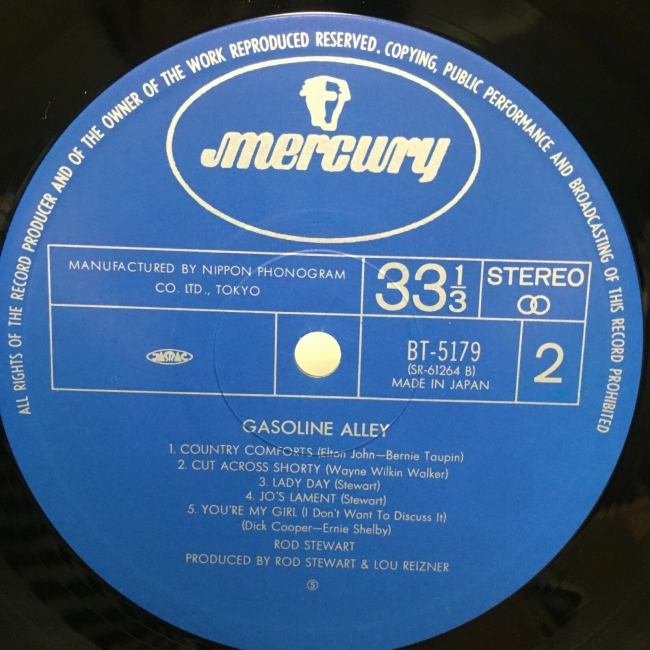 ALL RIGHTS OF THE RECORD PRODUCER AND OF THE OWNER OF THE WORK REPRODUCED RESERVED. COPYING, PUBLIC PERFORMANCE AND BROADCASTING OF THIS RECORD PROHIBITED
mercury
MANUFACTURED BY NIPPON PHONOGRAM
CO. LTD., TOKYO
33 1/3
STEREO
JASRAC
BT-5179
(SR-61264 B)
MADE IN JAPAN
2
GASOLINE ALLEY
1. COUNTRY COMFORTS (Elton John—Bernie Taupin)
2. CUT ACROSS SHORTY (Wayne Wilkin Walker)
3. LADY DAY (Stewart)
4. JO'S LAMENT (Stewart)
5. YOU'RE MY GIRL (I Don't Want To Discuss It)
(Dick Cooper—Ernie Shelby)
ROD STEWART
PRODUCED BY ROD STEWART & LOU REIZNER